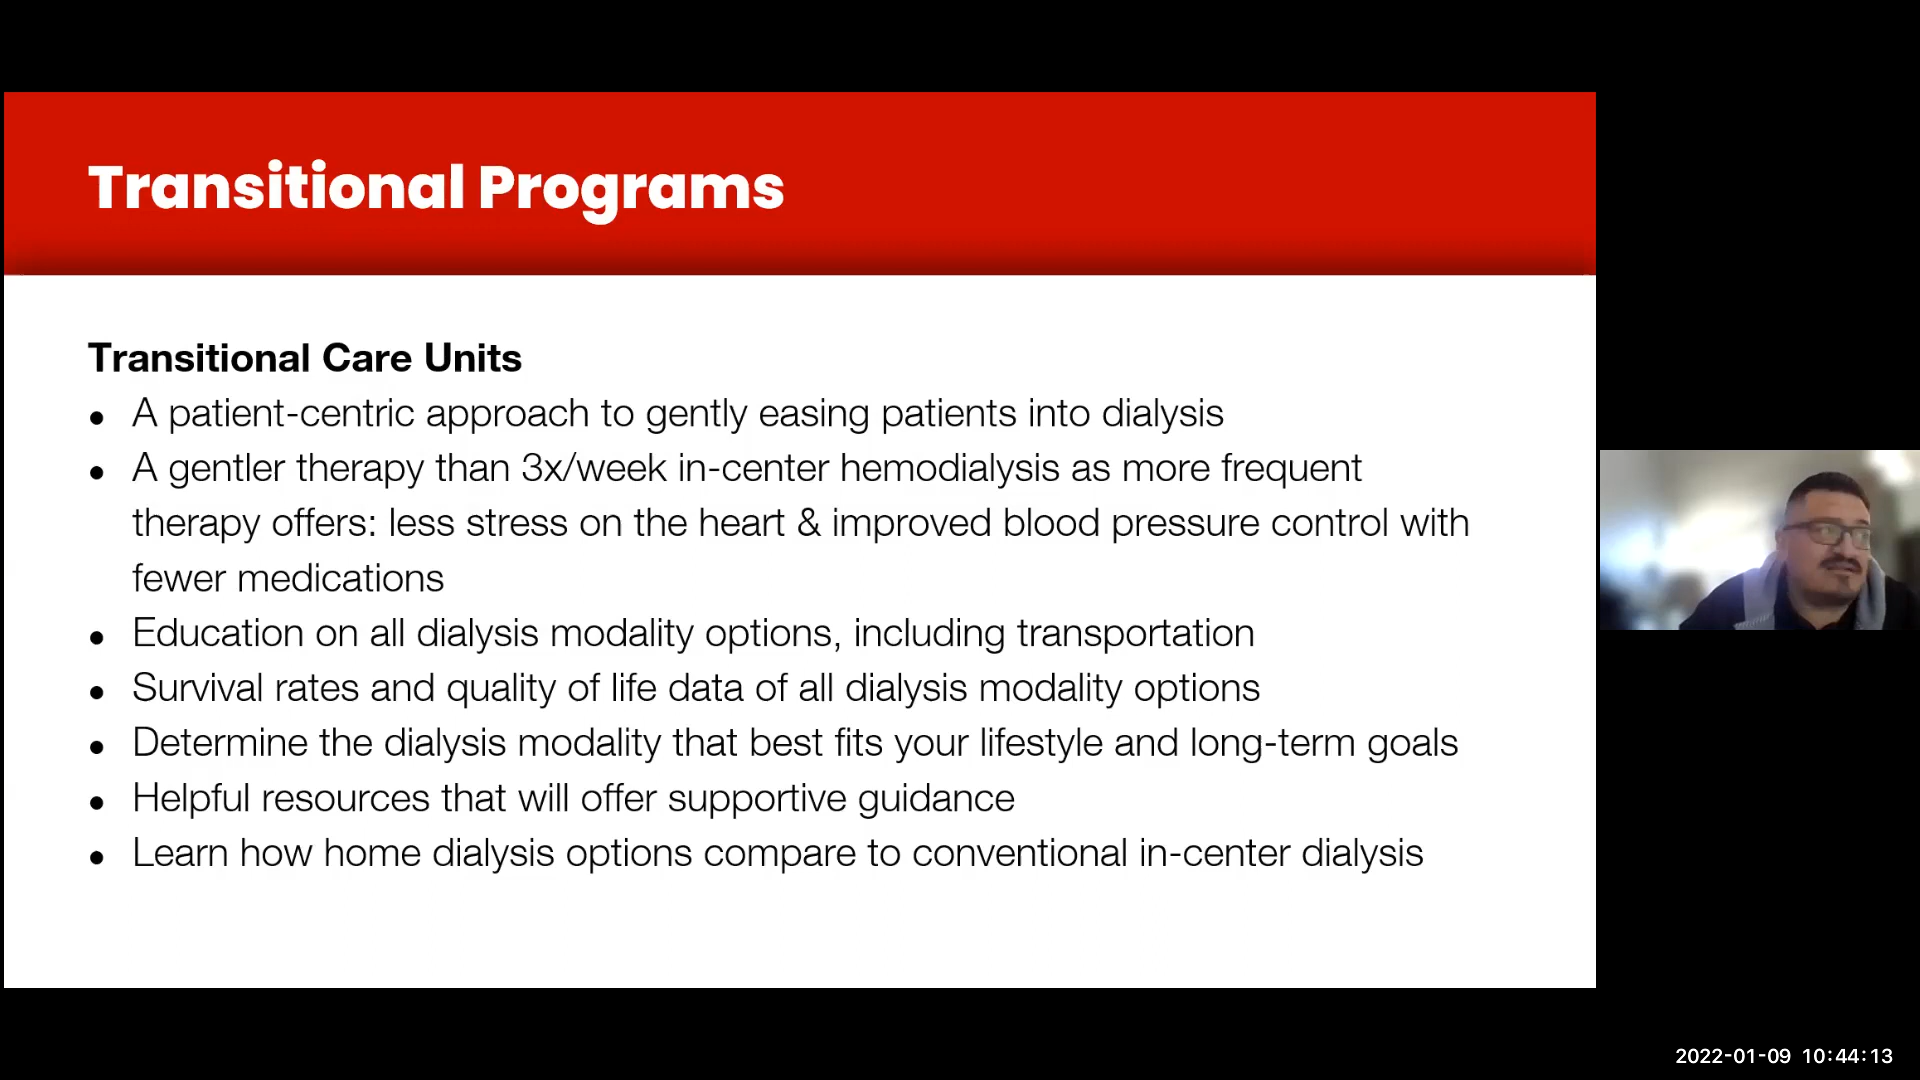 Transitional Programs
Transitional Care Units
• A patient-centric approach to gently easing patients into dialysis
• A gentler therapy than 3x/week in-center hemodialysis as more frequent
therapy offers: less stress on the heart & improved blood pressure control with
fewer medications
• Education on all dialysis modality options, including transportation
• Survival rates and quality of life data of all dialysis modality options
• Determine the dialysis modality that best fits your lifestyle and long-term goals
• Helpful resources that will offer supportive guidance
• Learn how home dialysis options compare to conventional in-center dialysis
2022-01-09 10:44:13